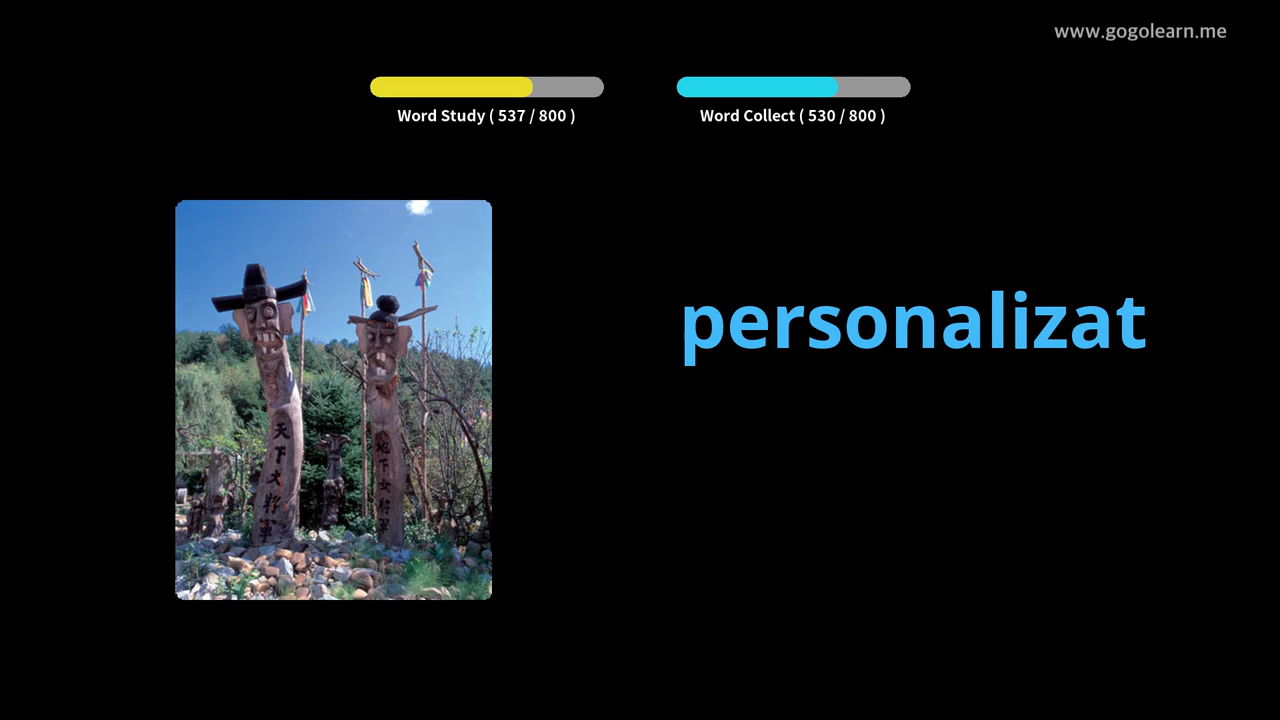 www.gogolearn.me
Word Study ( 537 / 800 )
Word Collect ( 530 / 800 )
personalizat
天下大將軍
地下女將軍